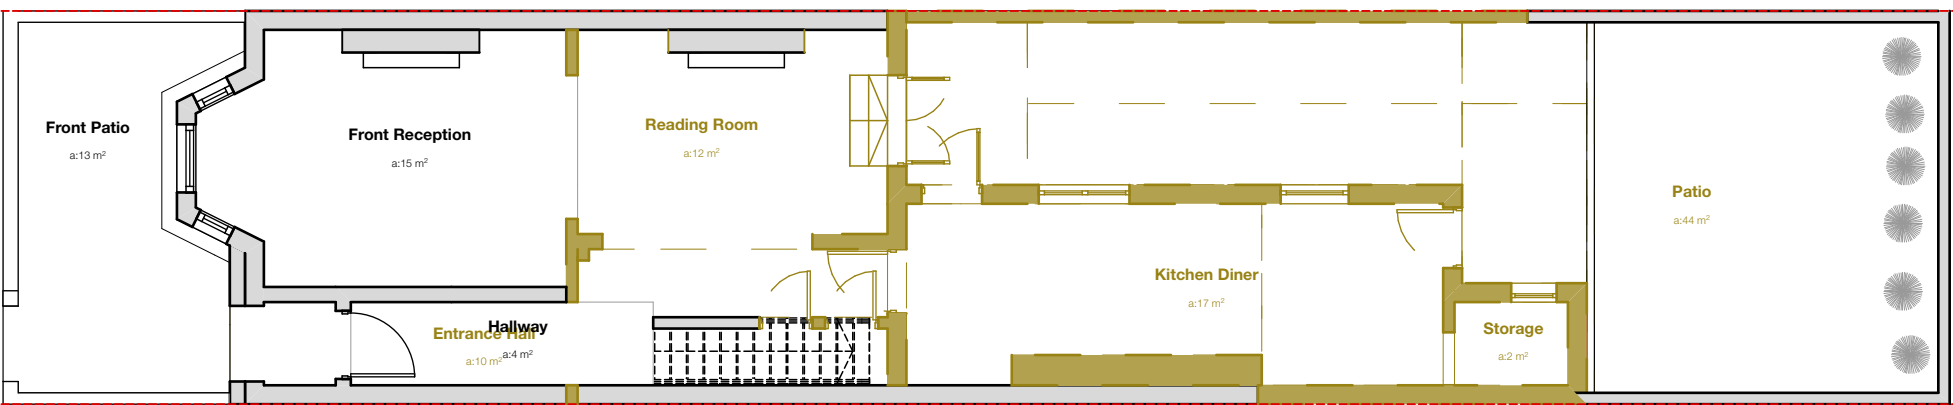 Front Patio
a:13 m²
Front Reception
a:15 m²
Reading Room
a:12 m²
Patio
a:44 m²
Kitchen Diner
a:17 m²
Entrance Hall
a:10 m²
Hallway
a:4 m²
Storage
a:2 m²